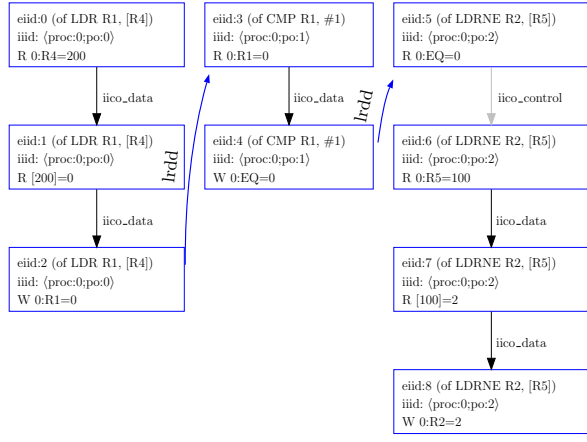 eiid:0 (of LDR R1, [R4])
iiid: ⟨proc:0;po:0⟩
R 0:R4=200
iico_data
eiid:1 (of LDR R1, [R4])
iiid: ⟨proc:0;po:0⟩
R [200]=0
iico_data
eiid:2 (of LDR R1, [R4])
iiid: ⟨proc:0;po:0⟩
W 0:R1=0
lrdd
eiid:3 (of CMP R1, #1)
iiid: ⟨proc:0;po:1⟩
R 0:R1=0
iico_data
eiid:4 (of CMP R1, #1)
iiid: ⟨proc:0;po:1⟩
W 0:EQ=0
lrdd
eiid:5 (of LDRNE R2, [R5])
iiid: ⟨proc:0;po:2⟩
R 0:EQ=0
iico_control
eiid:6 (of LDRNE R2, [R5])
iiid: ⟨proc:0;po:2⟩
R 0:R5=100
iico_data
eiid:7 (of LDRNE R2, [R5])
iiid: ⟨proc:0;po:2⟩
R [100]=2
iico_data
eiid:8 (of LDRNE R2, [R5])
iiid: ⟨proc:0;po:2⟩
W 0:R2=2